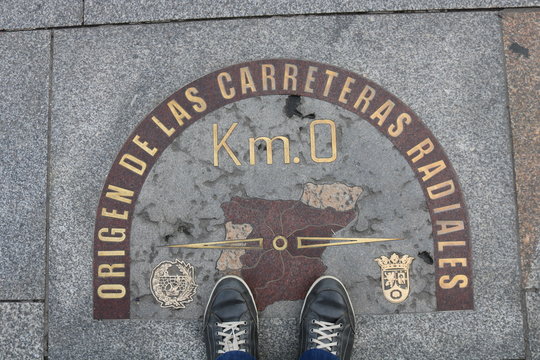 ORIGEN DE LAS CARRETERAS RADIALES
Km.0